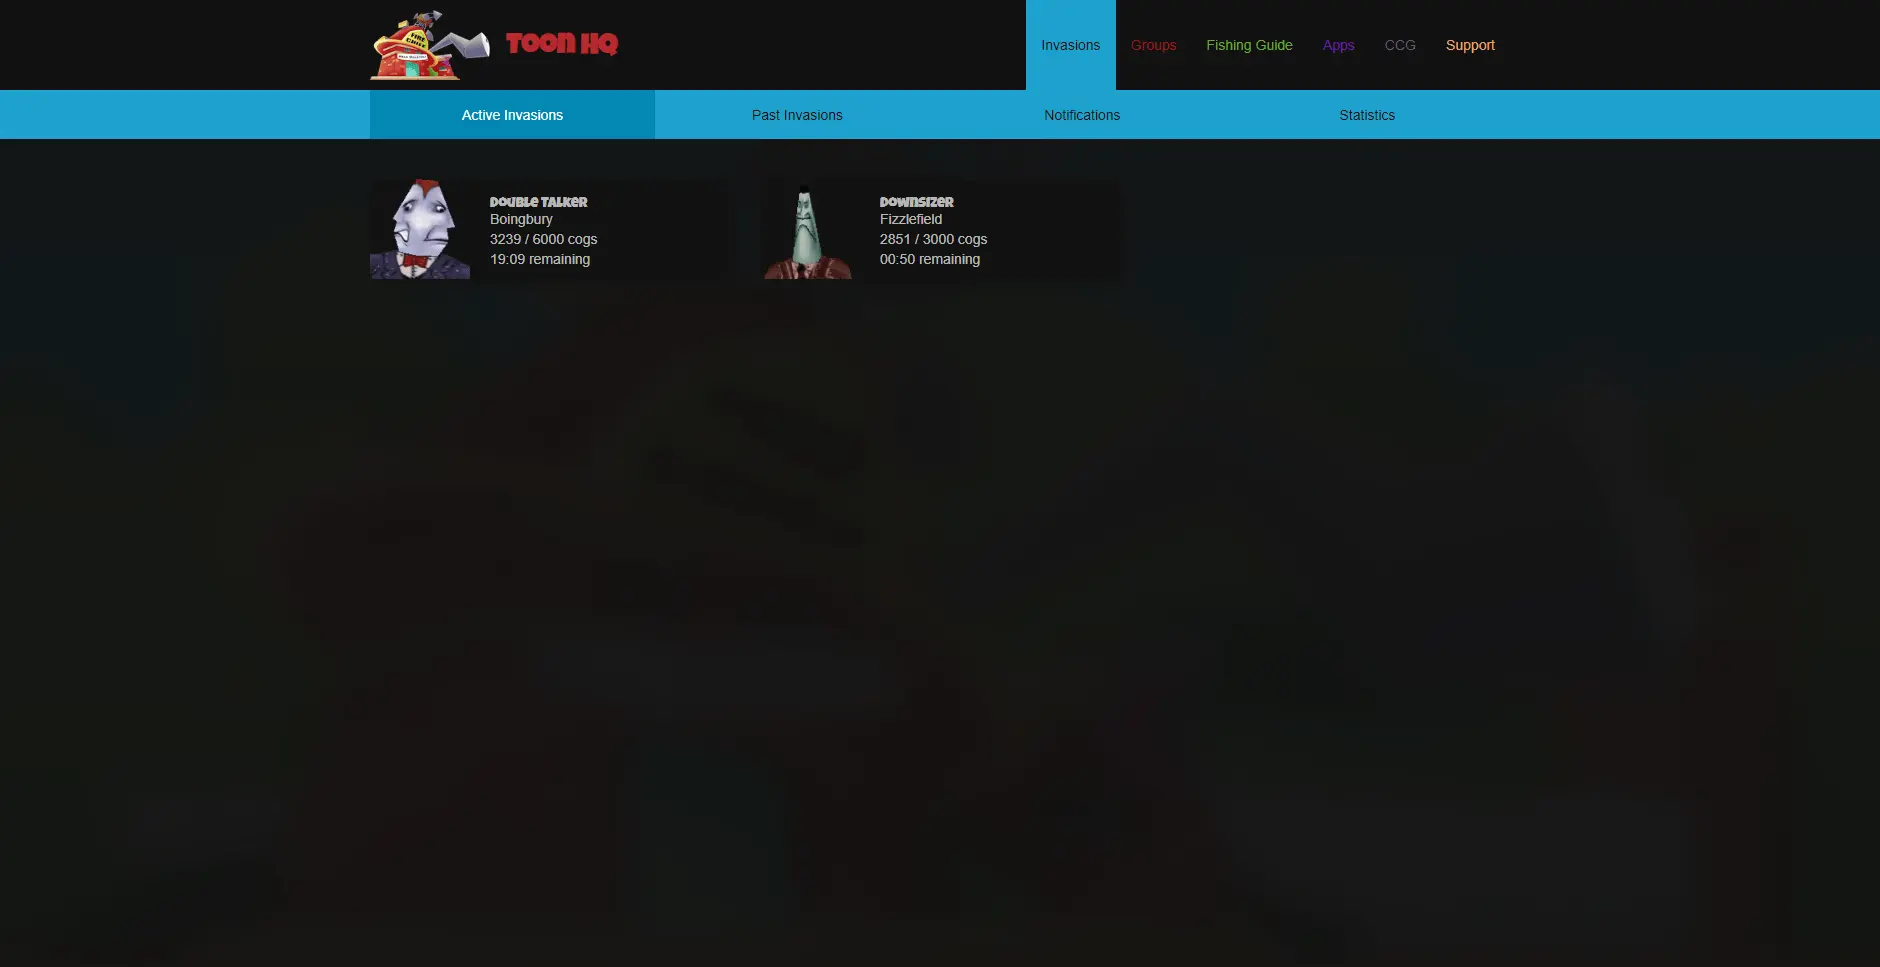 TOON HQ
Invasions
Groups
Fishing Guide
Apps
CCG
Support
Active Invasions
Past Invasions
Notifications
Statistics
Double Talker
Boingbury
3239 / 6000 cogs
19:09 remaining
Downsizer
Fizzlefield
2851 / 3000 cogs
00:50 remaining